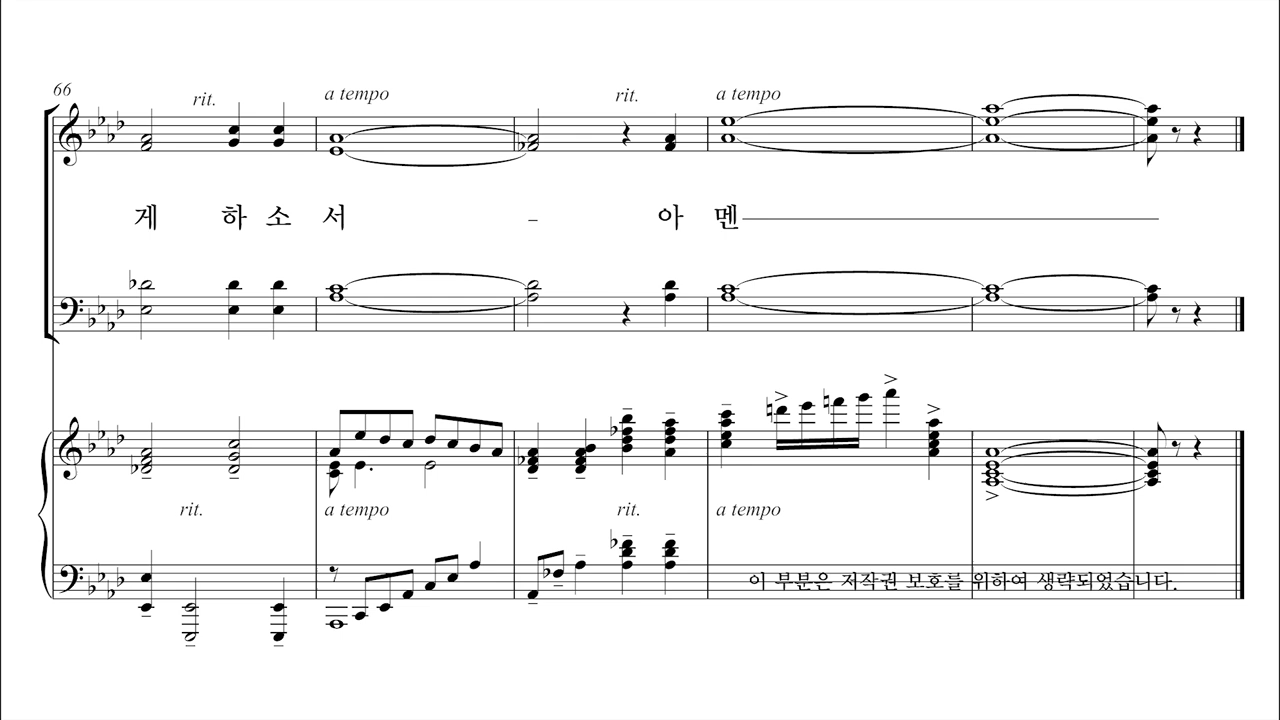 66
rit. a tempo rit. a tempo
게 하 소 서 - 아 멘
rit. a tempo rit. a tempo
이 부분은 저작권 보호를 위하여 생략되었습니다.